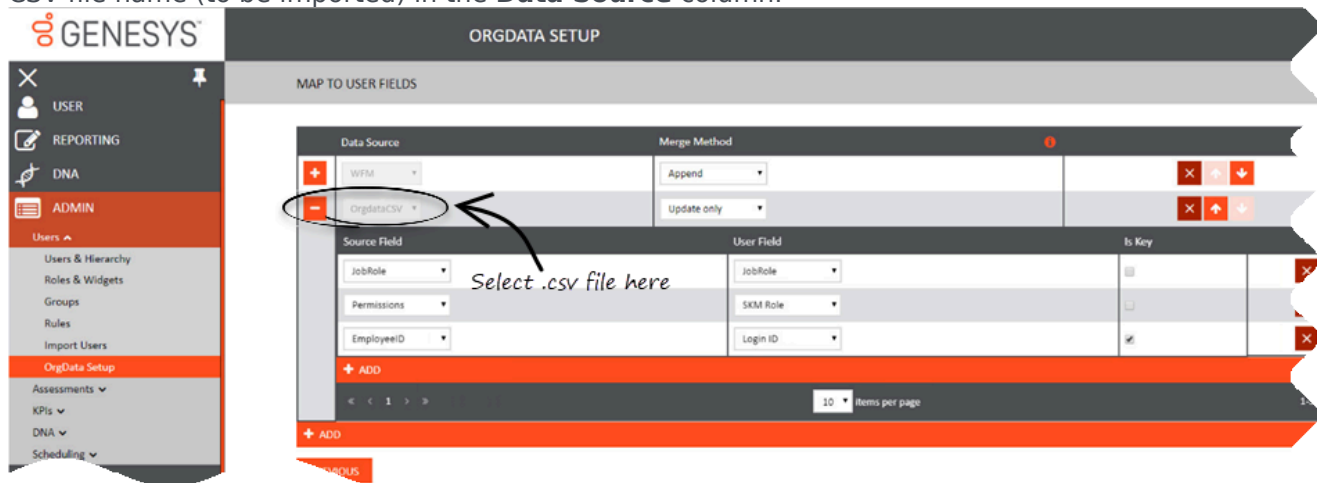 CSV file name (to be imported) in the Data Source column.
GENESYS
ORGDATA SETUP
MAP TO USER FIELDS
USER
REPORTING
DNA
ADMIN
Users
Users & Hierarchy
Roles & Widgets
Groups
Rules
Import Users
OrgData Setup
Assessments
KPIs
DNA
Scheduling
Data Source
Merge Method
WFM
Append
OrgdataCSV
Update only
Source Field
User Field
Is Key
JobRole
JobRole
Select .csv file here
Permissions
SKM Role
EmployeeID
Login ID
+ ADD
« < 1 > »
10 items per page
+ ADD